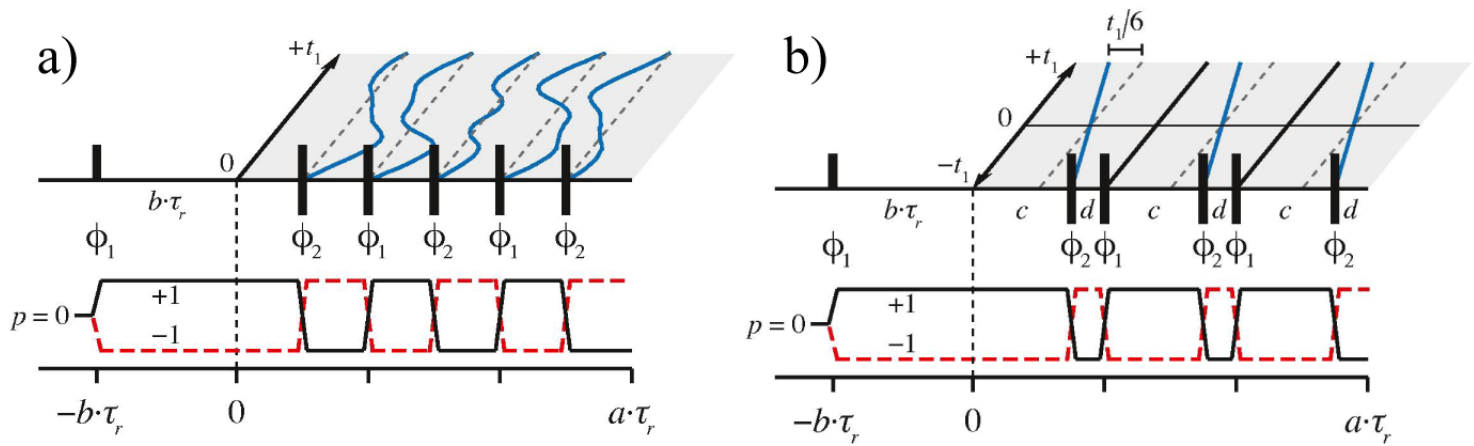 a)
+t₁
0
b·τᵣ
ϕ₁ ϕ₂ ϕ₁ ϕ₂ ϕ₁ ϕ₂
+1
p = 0
−1
−b·τᵣ 0 a·τᵣ
b)
t₁/6
+t₁
0
−t₁
b·τᵣ c d c d c d
ϕ₁ ϕ₂ ϕ₁ ϕ₂ ϕ₁ ϕ₂
+1
p = 0
−1
−b·τᵣ 0 a·τᵣ